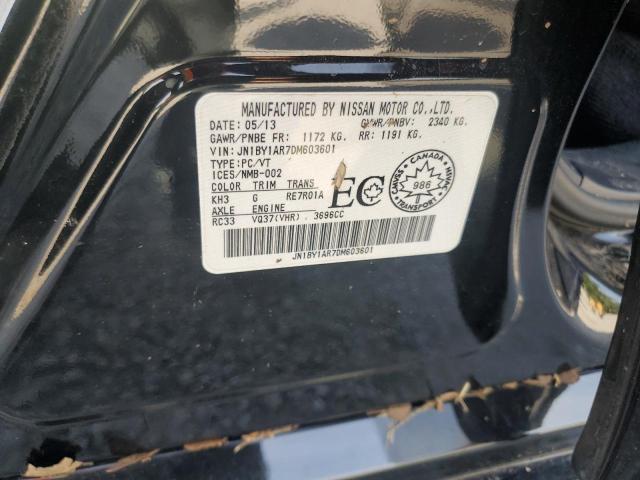 MANUFACTURED BY NISSAN MOTOR CO.,LTD.
DATE: 05/13 GVWR/PNBV: 2340 KG.
GAWR/PNBE FR: 1172 KG. RR: 1191 KG.
VIN: JN1BY1AR7DM603601
TYPE: PC/VT
ICES/NMB-002
COLOR TRIM TRANS
KH3 G RE7R01A
AXLE ENGINE
RC33 VQ37(VHR) . 3696CC
EC
CANADA
986
TRANSPORT
CMVSS
NSVAC
JN1BY1AR7DM603601